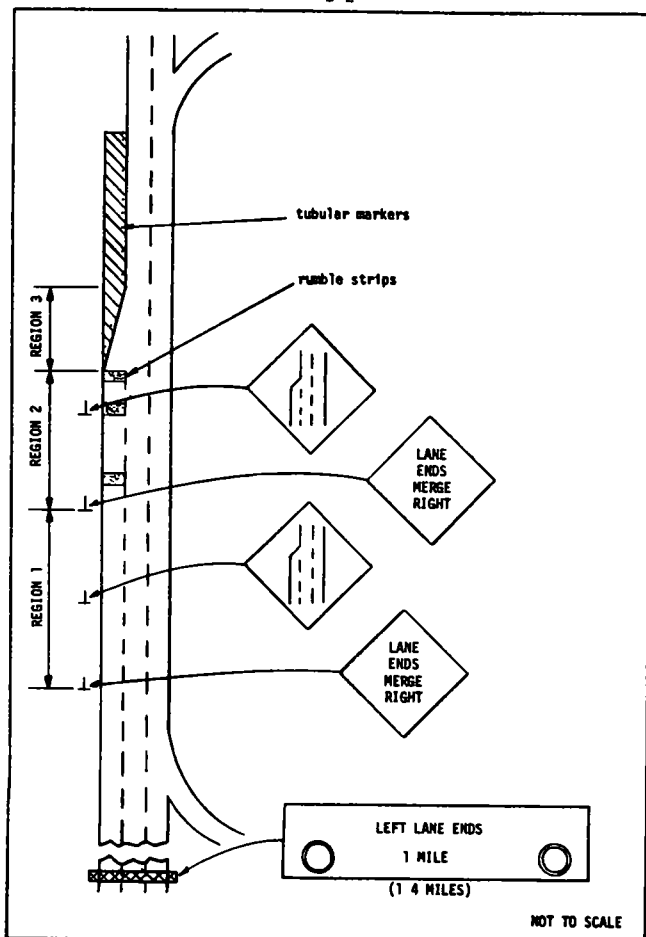 tubular markers
rumble strips
REGION 3
REGION 2
REGION 1
LANE
ENDS
MERGE
RIGHT
LANE
ENDS
MERGE
RIGHT
LEFT LANE ENDS
1 MILE
(1 4 MILES)
NOT TO SCALE